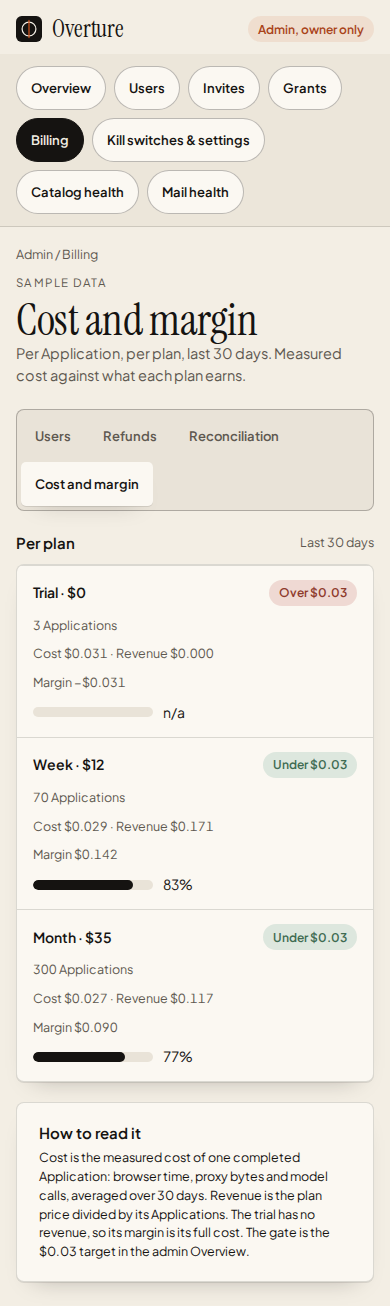 Overture
Admin, owner only
Overview
Users
Invites
Grants
Billing
Kill switches & settings
Catalog health
Mail health
Admin / Billing
SAMPLE DATA
Cost and margin
Per Application, per plan, last 30 days. Measured
cost against what each plan earns.
Users
Refunds
Reconciliation
Cost and margin
Per plan
Last 30 days
Trial · $0
Over $0.03
3 Applications
Cost $0.031 · Revenue $0.000
Margin −$0.031
n/a
Week · $12
Under $0.03
70 Applications
Cost $0.029 · Revenue $0.171
Margin $0.142
83%
Month · $35
Under $0.03
300 Applications
Cost $0.027 · Revenue $0.117
Margin $0.090
77%
How to read it
Cost is the measured cost of one completed
Application: browser time, proxy bytes and model
calls, averaged over 30 days. Revenue is the plan
price divided by its Applications. The trial has no
revenue, so its margin is its full cost. The gate is the
$0.03 target in the admin Overview.